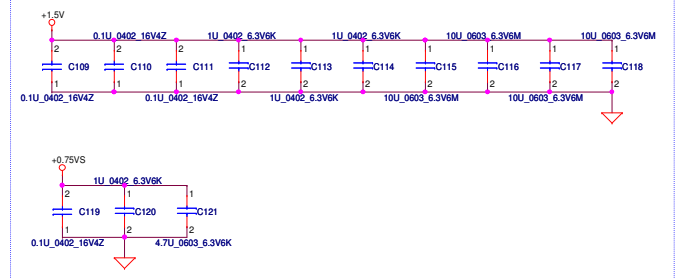 +1.5V
0.1U_0402_16V4Z 1U_0402_6.3V6K 1U_0402_6.3V6K 10U_0603_6.3V6M 10U_0603_6.3V6M
2 2 2 1 1 1 1 1 1 1
C109 C110 C111 C112 C113 C114 C115 C116 C117 C118
1 1 1 2 2 2 2 2 2 2
0.1U_0402_16V4Z 0.1U_0402_16V4Z 1U_0402_6.3V6K 10U_0603_6.3V6M 10U_0603_6.3V6M
+0.75VS
1U_0402_6.3V6K
2 1 1
C119 C120 C121
1 2 2
0.1U_0402_16V4Z 4.7U_0603_6.3V6K